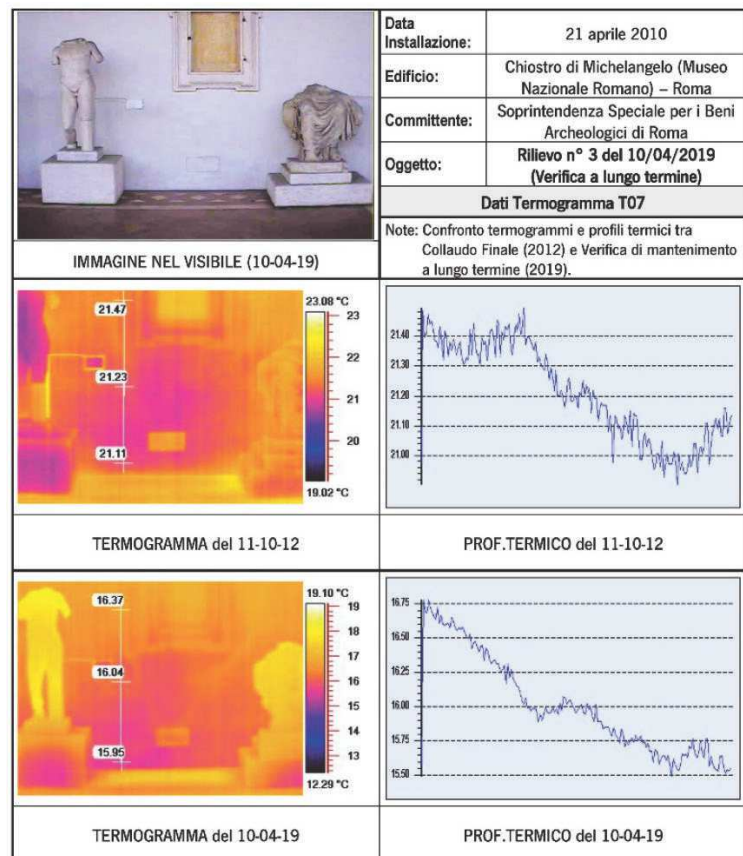 Data Installazione:
21 aprile 2010
Edificio:
Chiostro di Michelangelo (Museo
Nazionale Romano) – Roma
Committente:
Soprintendenza Speciale per i Beni
Archeologici di Roma
Oggetto:
Rilievo n° 3 del 10/04/2019
(Verifica a lungo termine)
Dati Termogramma T07
Note: Confronto termogrammi e profili termici tra
Collaudo Finale (2012) e Verifica di mantenimento
a lungo termine (2019).
IMMAGINE NEL VISIBILE (10-04-19)
21.47
21.23
21.11
23.08 °C
23
22
21
20
19.02 °C
21.40
21.30
21.20
21.10
21.00
TERMOGRAMMA del 11-10-12
PROF.TERMICO del 11-10-12
16.37
16.04
15.95
19.10 °C
19
18
17
16
15
14
13
12.29 °C
16.75
16.50
16.25
16.00
15.75
15.50
TERMOGRAMMA del 10-04-19
PROF.TERMICO del 10-04-19